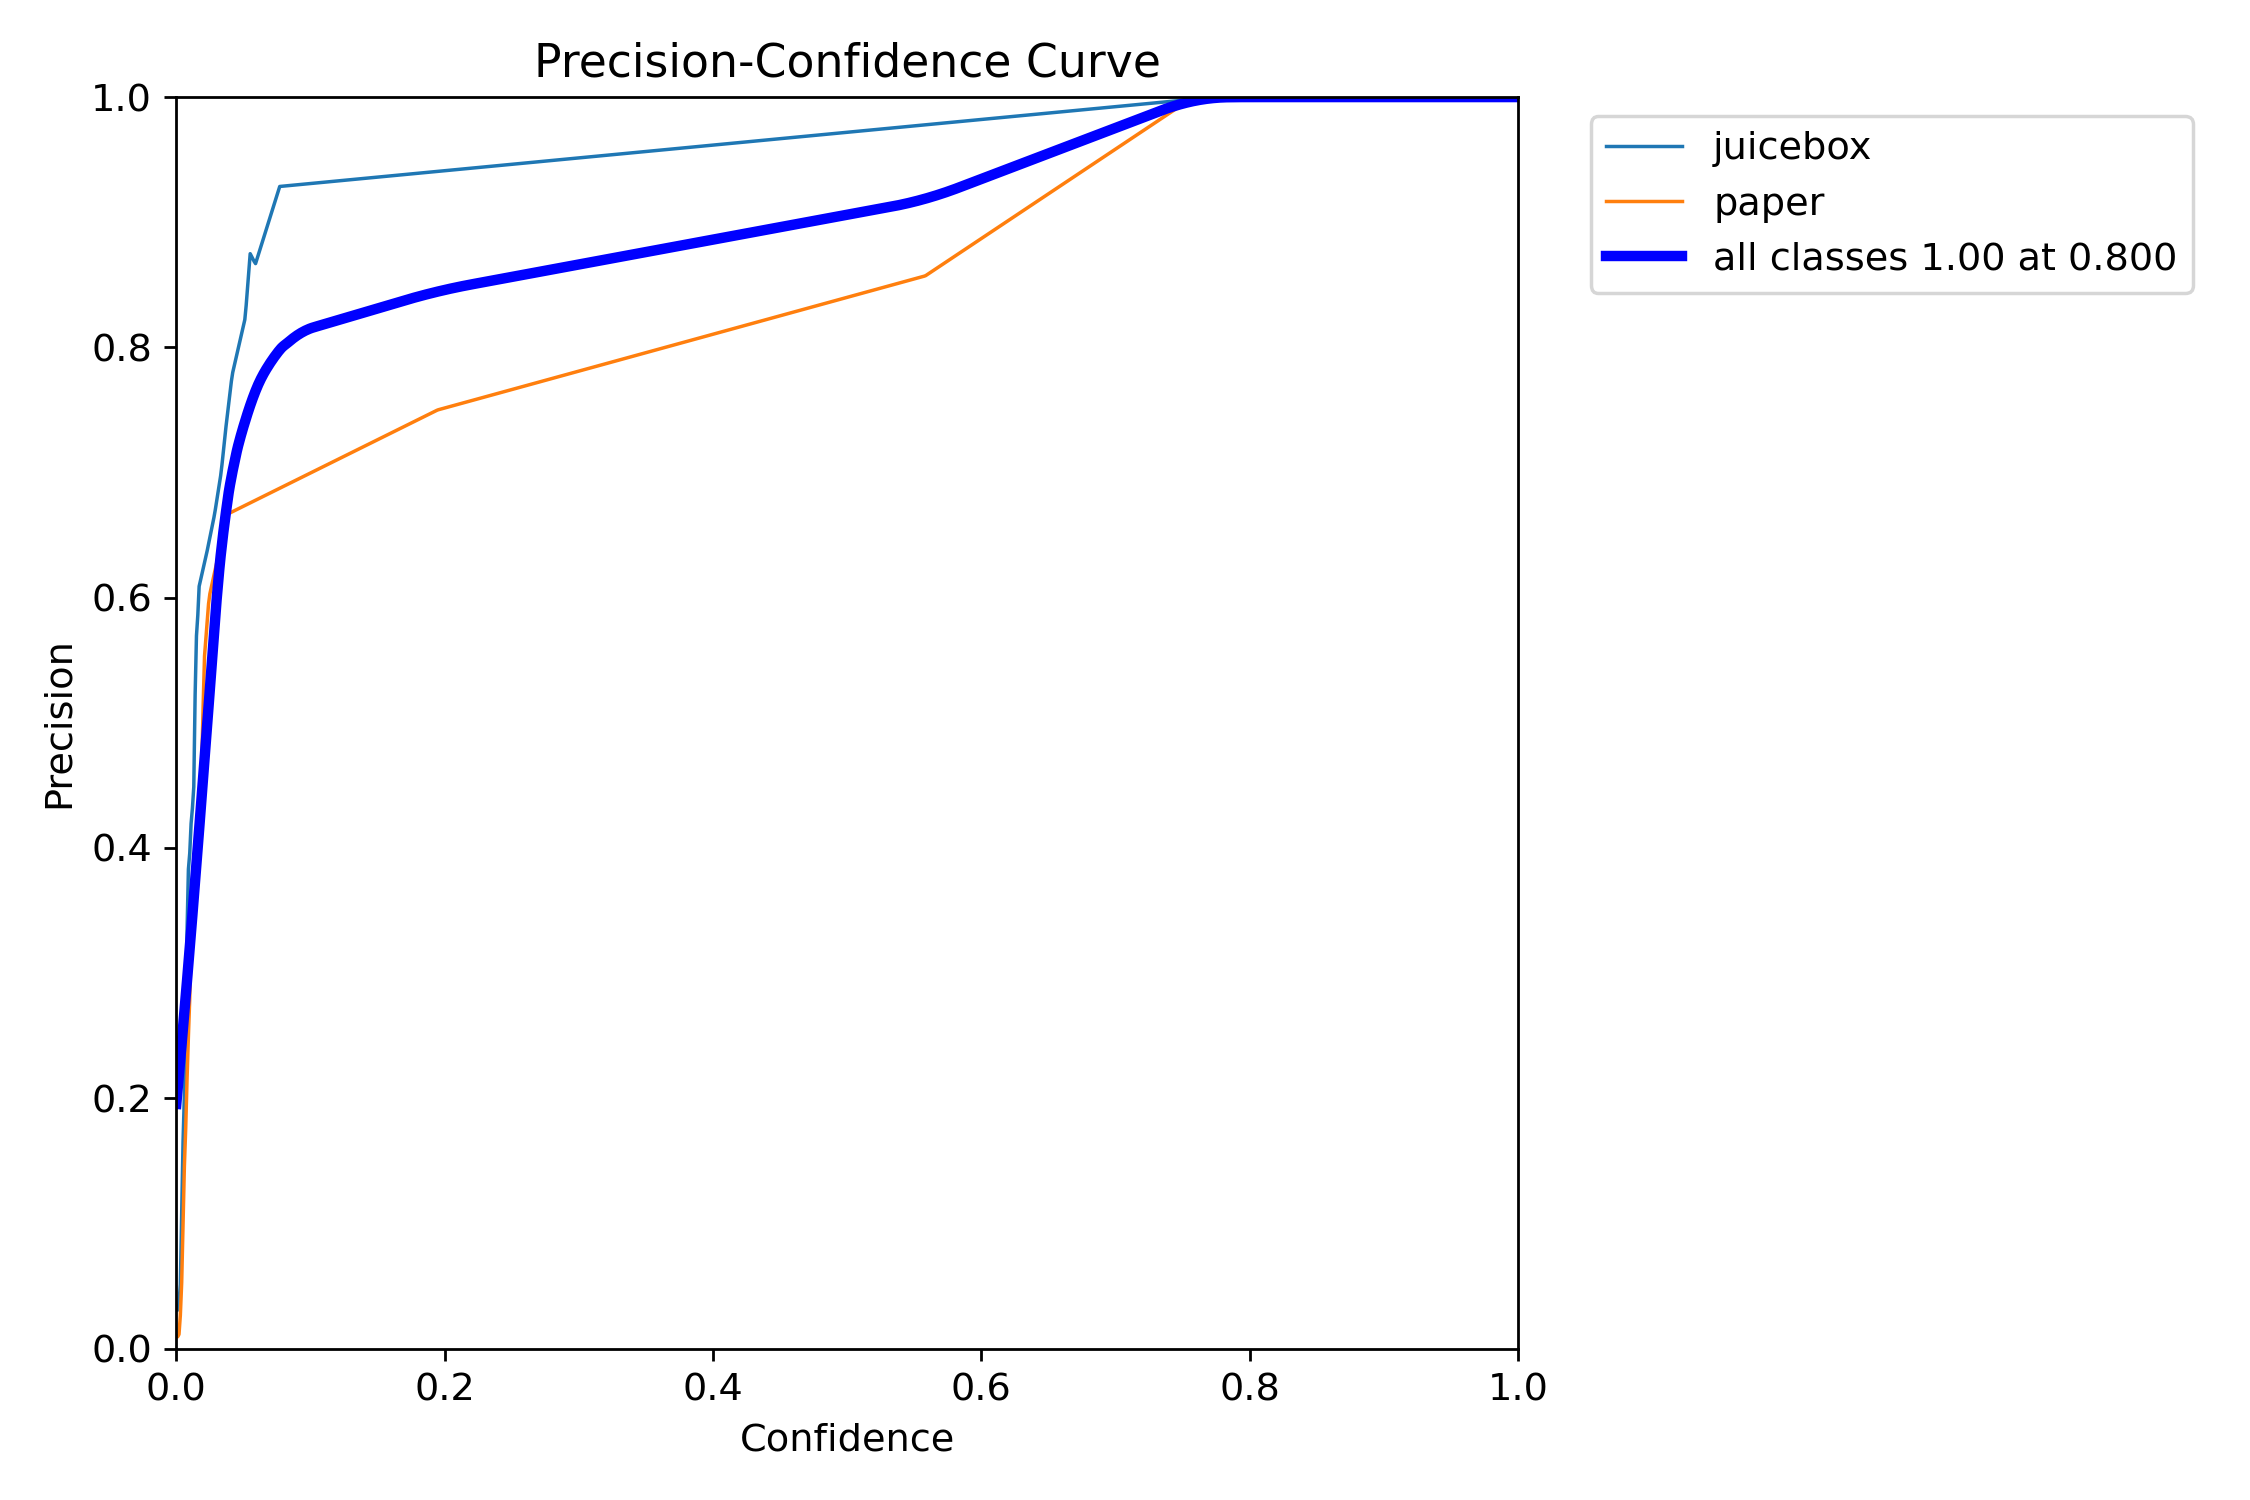 Precision-Confidence Curve
1.0
0.8
0.6
0.4
0.2
0.0
Precision
0.0 0.2 0.4 0.6 0.8 1.0
Confidence
juicebox
paper
all classes 1.00 at 0.800